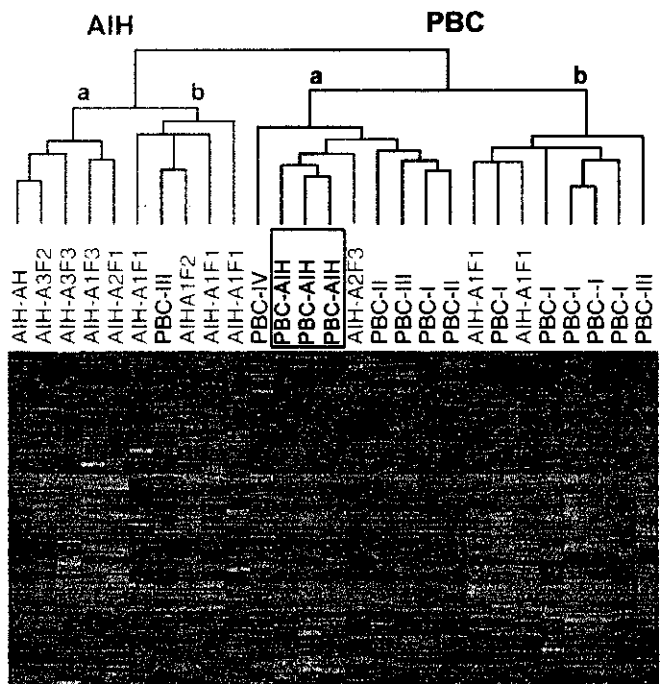 AIH PBC
a b a b
AIH-AH
AIH-A3F2
AIH-A3F3
AIH-A1F3
AIH-A2F1
AIH-A1F1
PBC-III
AIHA1F2
AIH-A1F1
AIH-A1F1
PBC-IV
PBC-AIH
PBC-AIH
PBC-AIH
AIH-A2F3
PBC-II
PBC-III
PBC-I
PBC-II
AIH-A1F1
PBC-I
AIH-A1F1
PBC-I
PBC-I
PBC--I
PBC-I
PBC-III